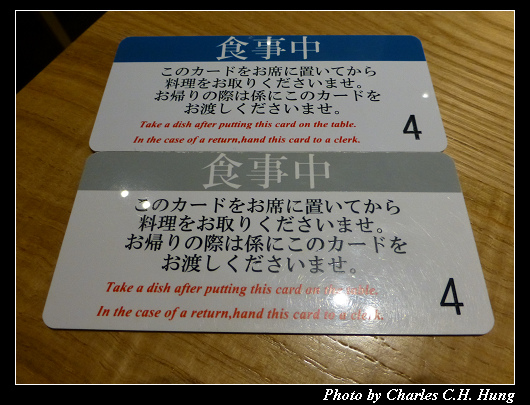 食事中
このカードをお席に置いてから
料理をお取りくださいませ。
お帰りの際は係にこのカードを
お渡しくださいませ。
Take a dish after putting this card on the table.
In the case of a return,hand this card to a clerk.
4
食事中
このカードをお席に置いてから
料理をお取りくださいませ。
お帰りの際は係にこのカードを
お渡しくださいませ。
Take a dish after putting this card on the table.
In the case of a return,hand this card to a clerk.
4
Photo by Charles C.H. Hung